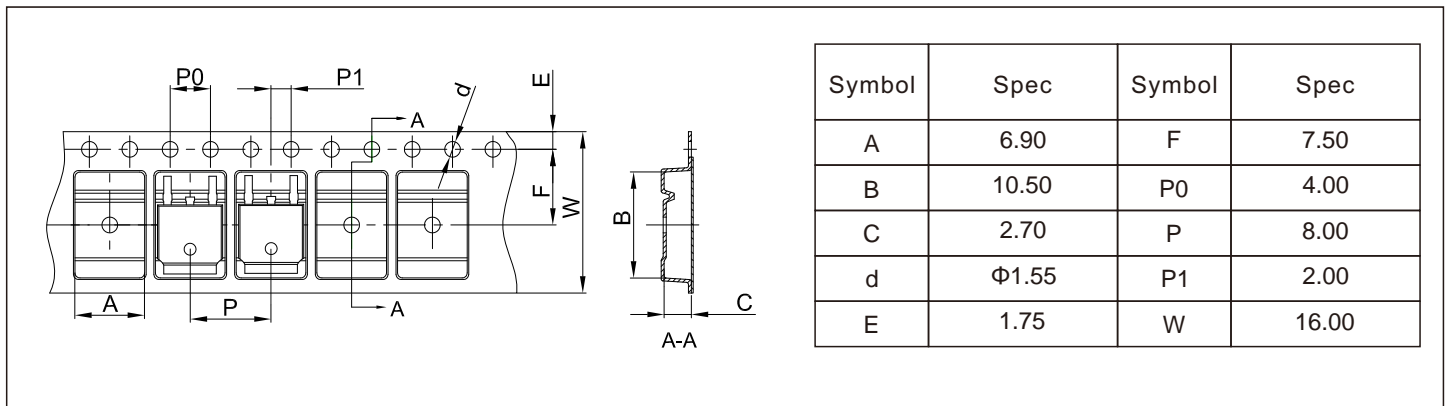 P0 P1 E d A
F W B
A P A C
A-A
Symbol Spec Symbol Spec
A 6.90 F 7.50
B 10.50 P0 4.00
C 2.70 P 8.00
d Φ1.55 P1 2.00
E 1.75 W 16.00